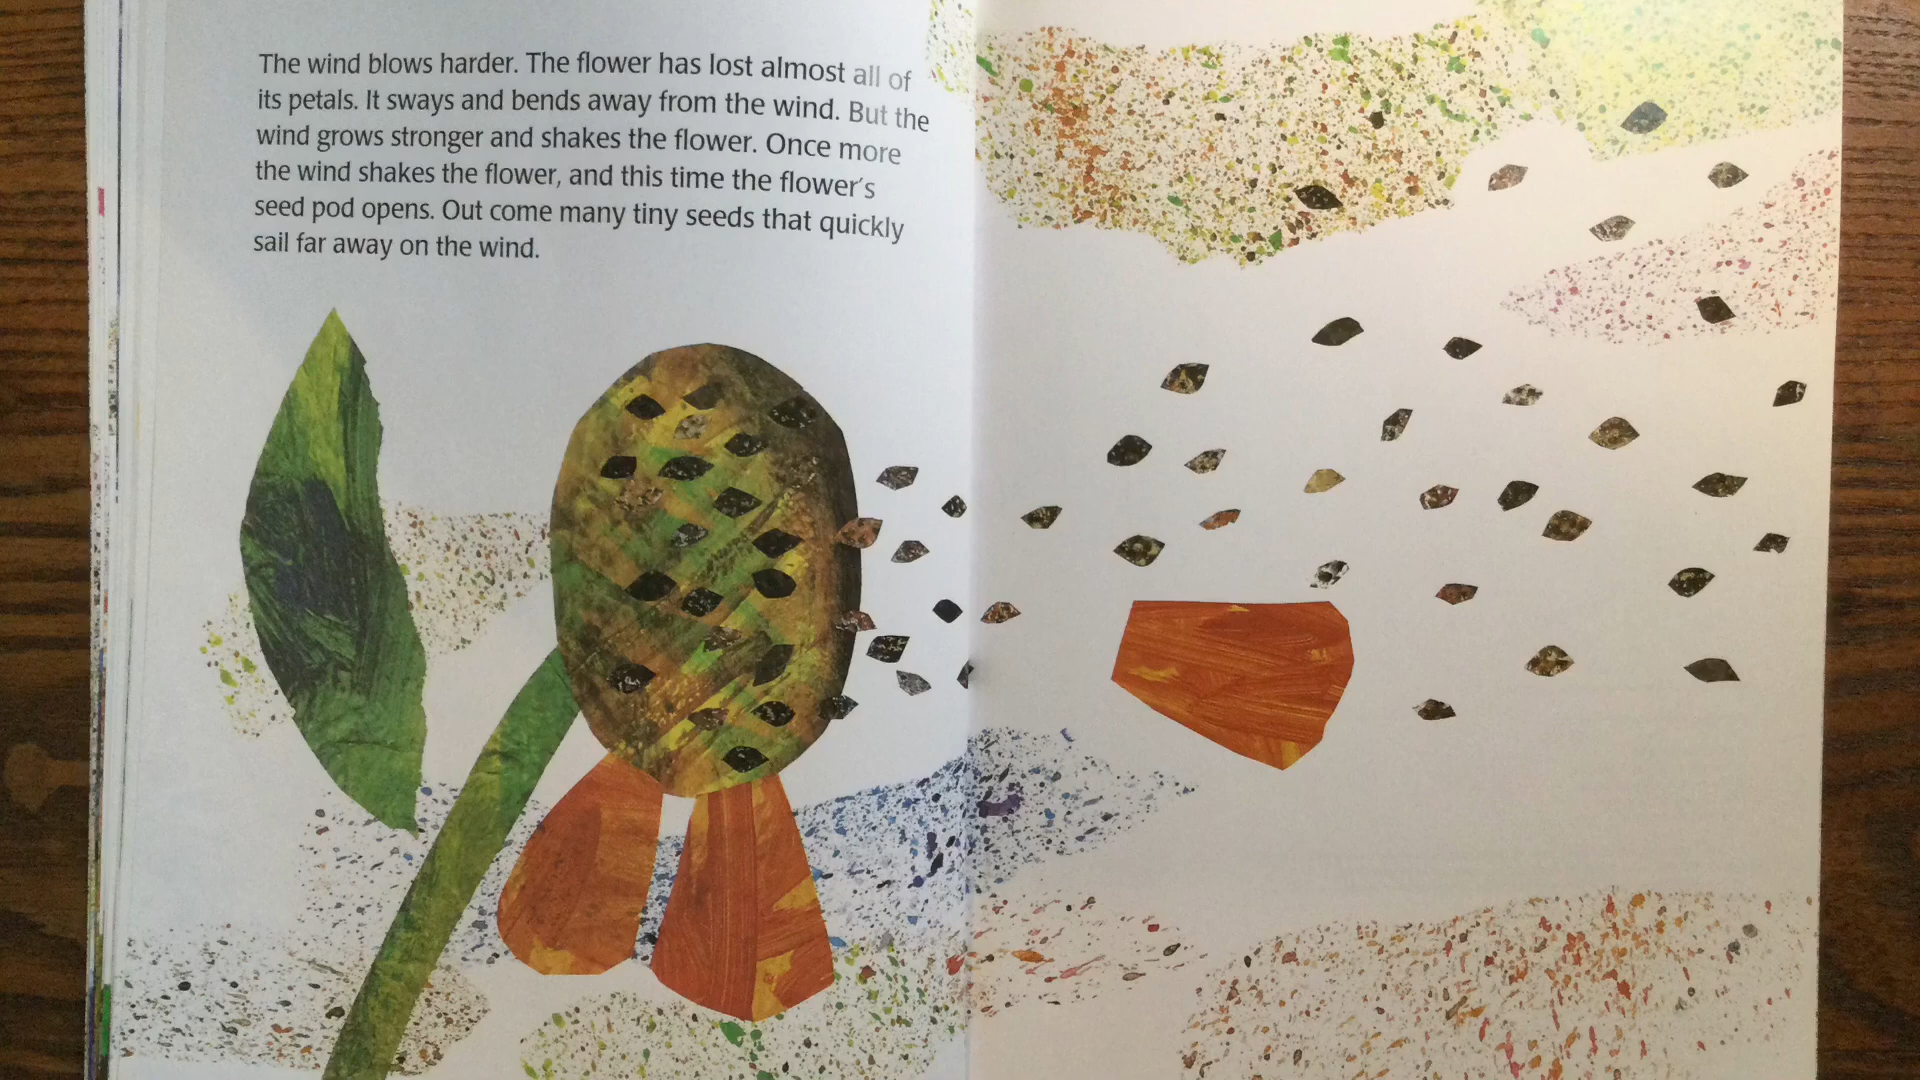 The wind blows harder. The flower has lost almost all of
its petals. It sways and bends away from the wind. But the
wind grows stronger and shakes the flower. Once more
the wind shakes the flower, and this time the flower's
seed pod opens. Out come many tiny seeds that quickly
sail far away on the wind.